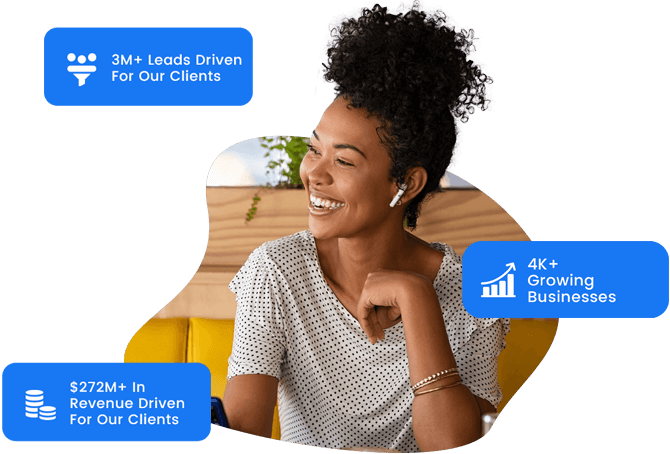 3M+ Leads Driven
For Our Clients
4K+
Growing
Businesses
$272M+ In
Revenue Driven
For Our Clients